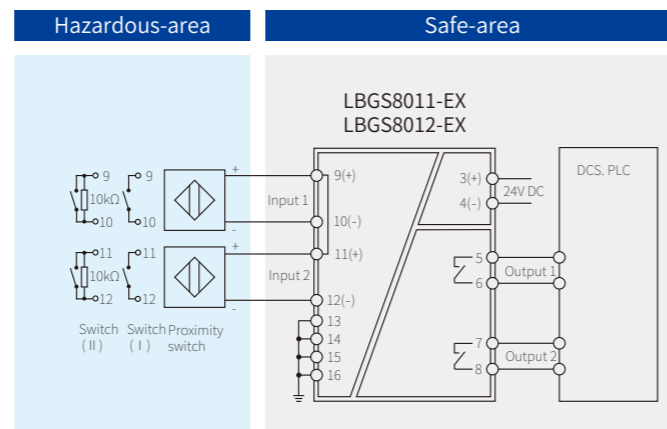 Hazardous-area
Safe-area
LBGS8011-EX
LBGS8012-EX
DCS. PLC
9
9
+
10kΩ
10
10
-
Input 1
9(+)
10(-)
3(+)
4(-)
24V DC
11
11
+
10kΩ
12
12
-
Input 2
11(+)
12(-)
5
6
Output 1
13
14
15
16
7
8
Output 2
Switch
( II )
Switch
( I )
Proximity
switch